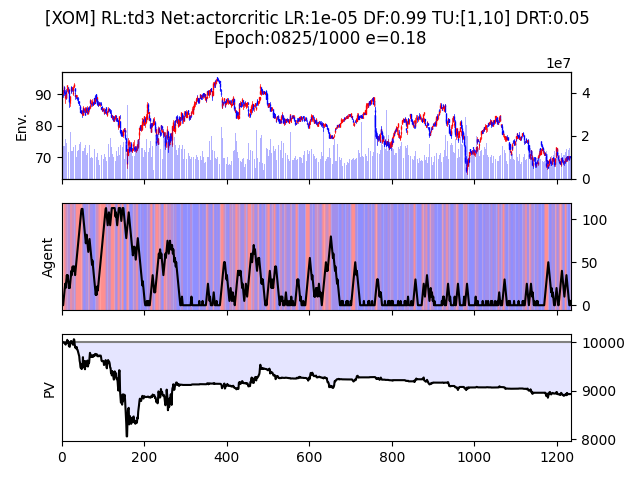 [XOM] RL:td3 Net:actorcritic LR:1e-05 DF:0.99 TU:[1,10] DRT:0.05
Epoch:0825/1000 e=0.18
1e7
Env.
90
80
70
4
2
0
Agent
100
50
0
PV
10000
9000
8000
0 200 400 600 800 1000 1200